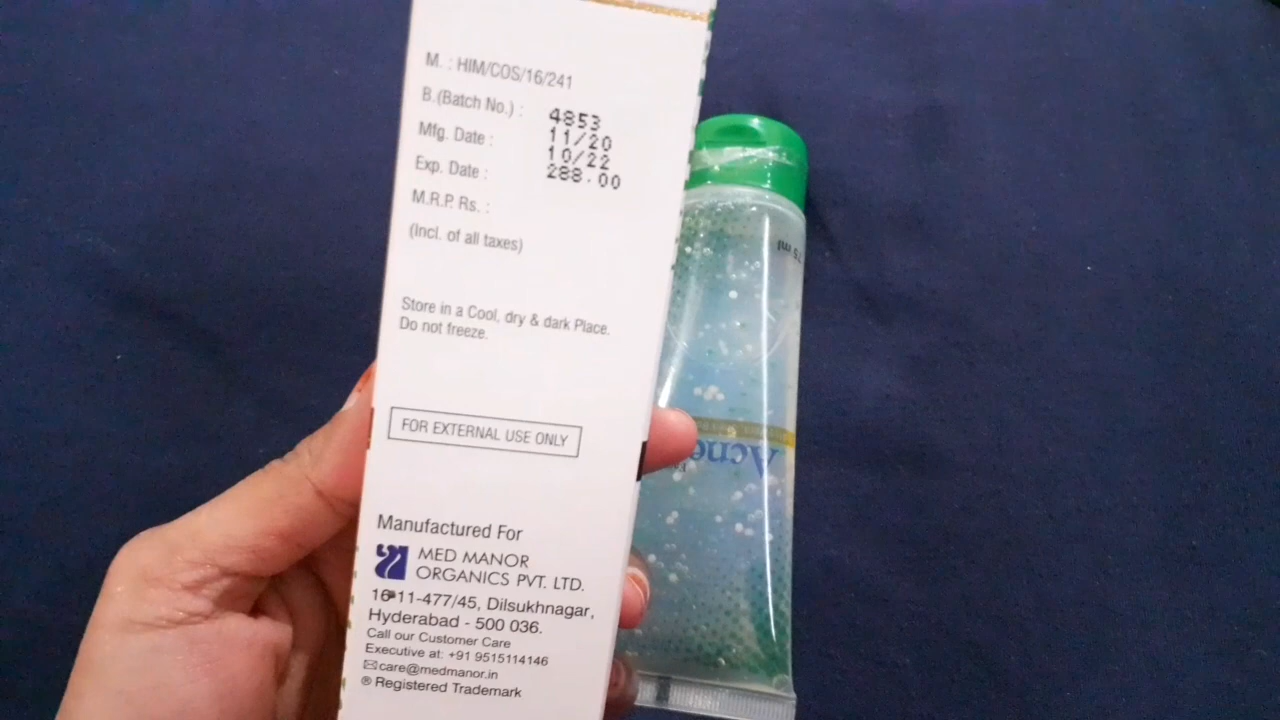 M. : HIM/COS/16/241
B.(Batch No.) : 4853
Mfg. Date : 11/20
Exp. Date : 10/22
M.R.P. Rs. : 288.00
(Incl. of all taxes)
Store in a Cool, dry & dark Place.
Do not freeze.
FOR EXTERNAL USE ONLY
Manufactured For
MED MANOR
ORGANICS PVT. LTD.
16-11-477/45, Dilsukhnagar,
Hyderabad - 500 036.
Call our Customer Care
Executive at: +91 9515114146
care@medmanor.in
® Registered Trademark
75 ml
Acne